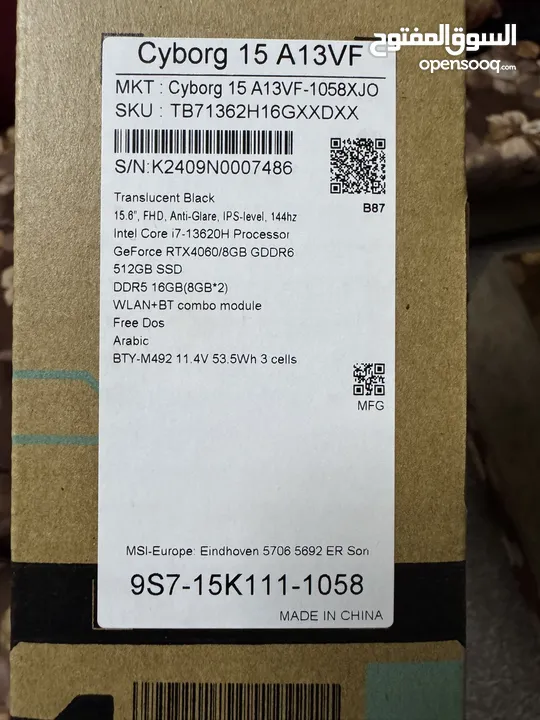 السوق المفتوح
opensooq.com
Cyborg 15 A13VF
MKT : Cyborg 15 A13VF-1058XJO
SKU : TB71362H16GXXDXX
S/N:K2409N0007486
B87
Translucent Black
15.6", FHD, Anti-Glare, IPS-level, 144hz
Intel Core i7-13620H Processor
GeForce RTX4060/8GB GDDR6
512GB SSD
DDR5 16GB(8GB*2)
WLAN+BT combo module
Free Dos
Arabic
BTY-M492 11.4V 53.5Wh 3 cells
MFG
MSI-Europe: Eindhoven 5706 5692 ER Son
9S7-15K111-1058
MADE IN CHINA